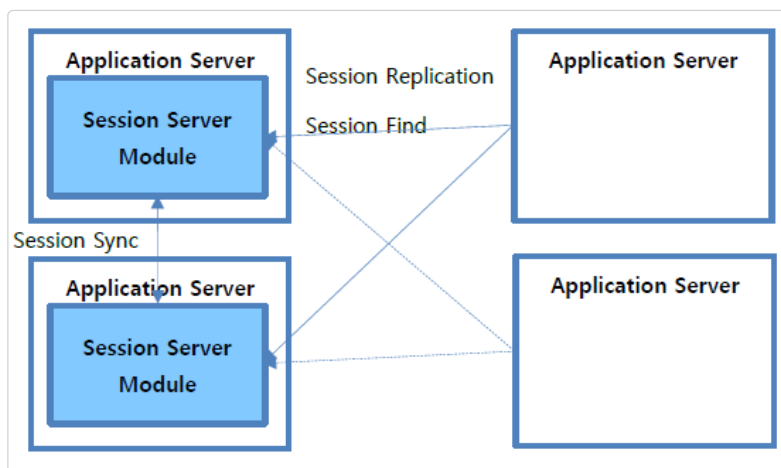 Application Server
Session Server
Module
Session Replication
Session Find
Application Server
Session Sync
Application Server
Session Server
Module
Application Server